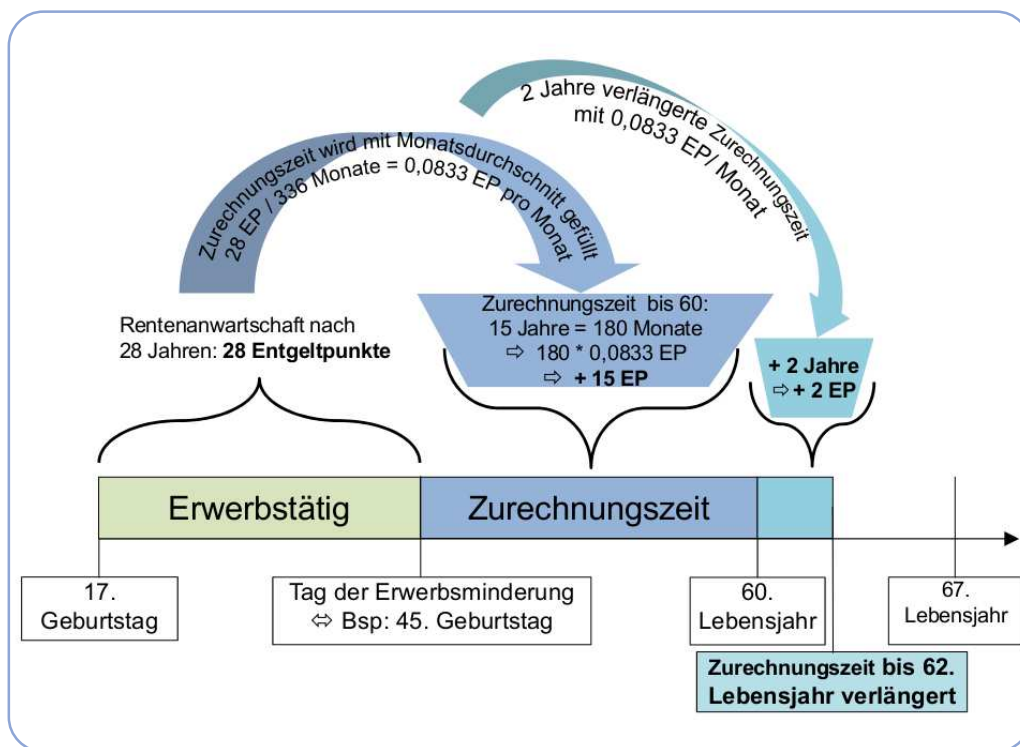 2 Jahre verlängerte Zurechnungszeit
mit 0,0833 EP/ Monat
Zurechnungszeit wird mit Monatsdurchschnitt gefüllt
28 EP / 336 Monate = 0,0833 EP pro Monat
Rentenanwartschaft nach
28 Jahren: 28 Entgeltpunkte
Zurechnungszeit bis 60:
15 Jahre = 180 Monate
⇨ 180 * 0,0833 EP
⇨ + 15 EP
+ 2 Jahre
⇨ + 2 EP
Erwerbstätig
Zurechnungszeit
17.
Geburtstag
Tag der Erwerbsminderung
⇔ Bsp: 45. Geburtstag
60.
Lebensjahr
67.
Lebensjahr
Zurechnungszeit bis 62.
Lebensjahr verlängert